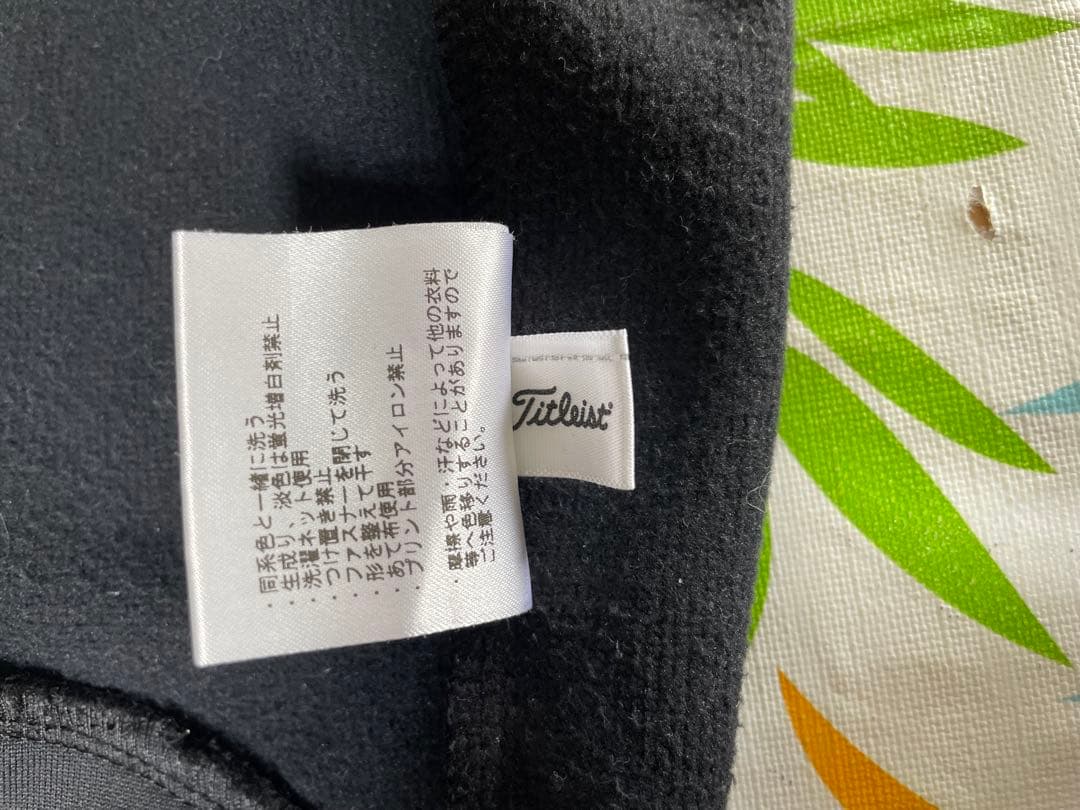 ・同系色と一緒に洗う
・生成り、淡色は蛍光増白剤禁止
・洗濯ネット使用
・つけ置き禁止
・ファスナーを閉じて洗う
・形を整えて干す
・あて布使用
・プリント部分アイロン禁止
・摩擦や雨・汗などによって他の衣料
等へ色移りすることがありますので
ご注意ください。
Titleist